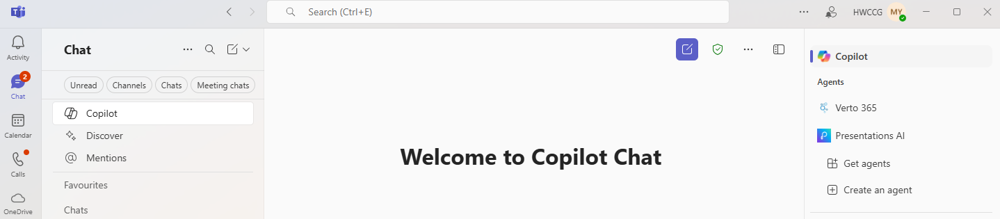 Search (Ctrl+E)
HWCCG
MY
Activity
2
Chat
Calendar
Calls
OneDrive
Chat
Unread
Channels
Chats
Meeting chats
Copilot
Discover
Mentions
Favourites
Chats
Welcome to Copilot Chat
Copilot
Agents
Verto 365
Presentations AI
Get agents
Create an agent